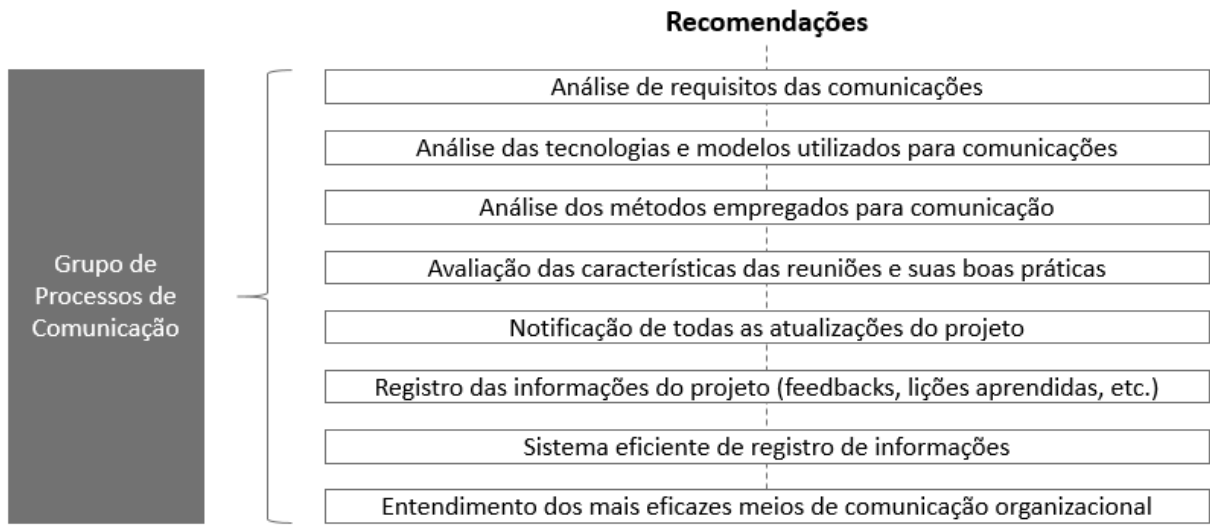 Recomendações
Análise de requisitos das comunicações
Análise das tecnologias e modelos utilizados para comunicações
Análise dos métodos empregados para comunicação
Avaliação das características das reuniões e suas boas práticas
Grupo de
Processos de
Comunicação
Notificação de todas as atualizações do projeto
Registro das informações do projeto (feedbacks, lições aprendidas, etc.)
Sistema eficiente de registro de informações
Entendimento dos mais eficazes meios de comunicação organizacional